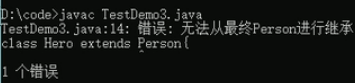 D:\code>javac TestDemo3.java
TestDemo3.java:14: 错误: 无法从最终Person进行继承
class Hero extends Person{
1 个错误